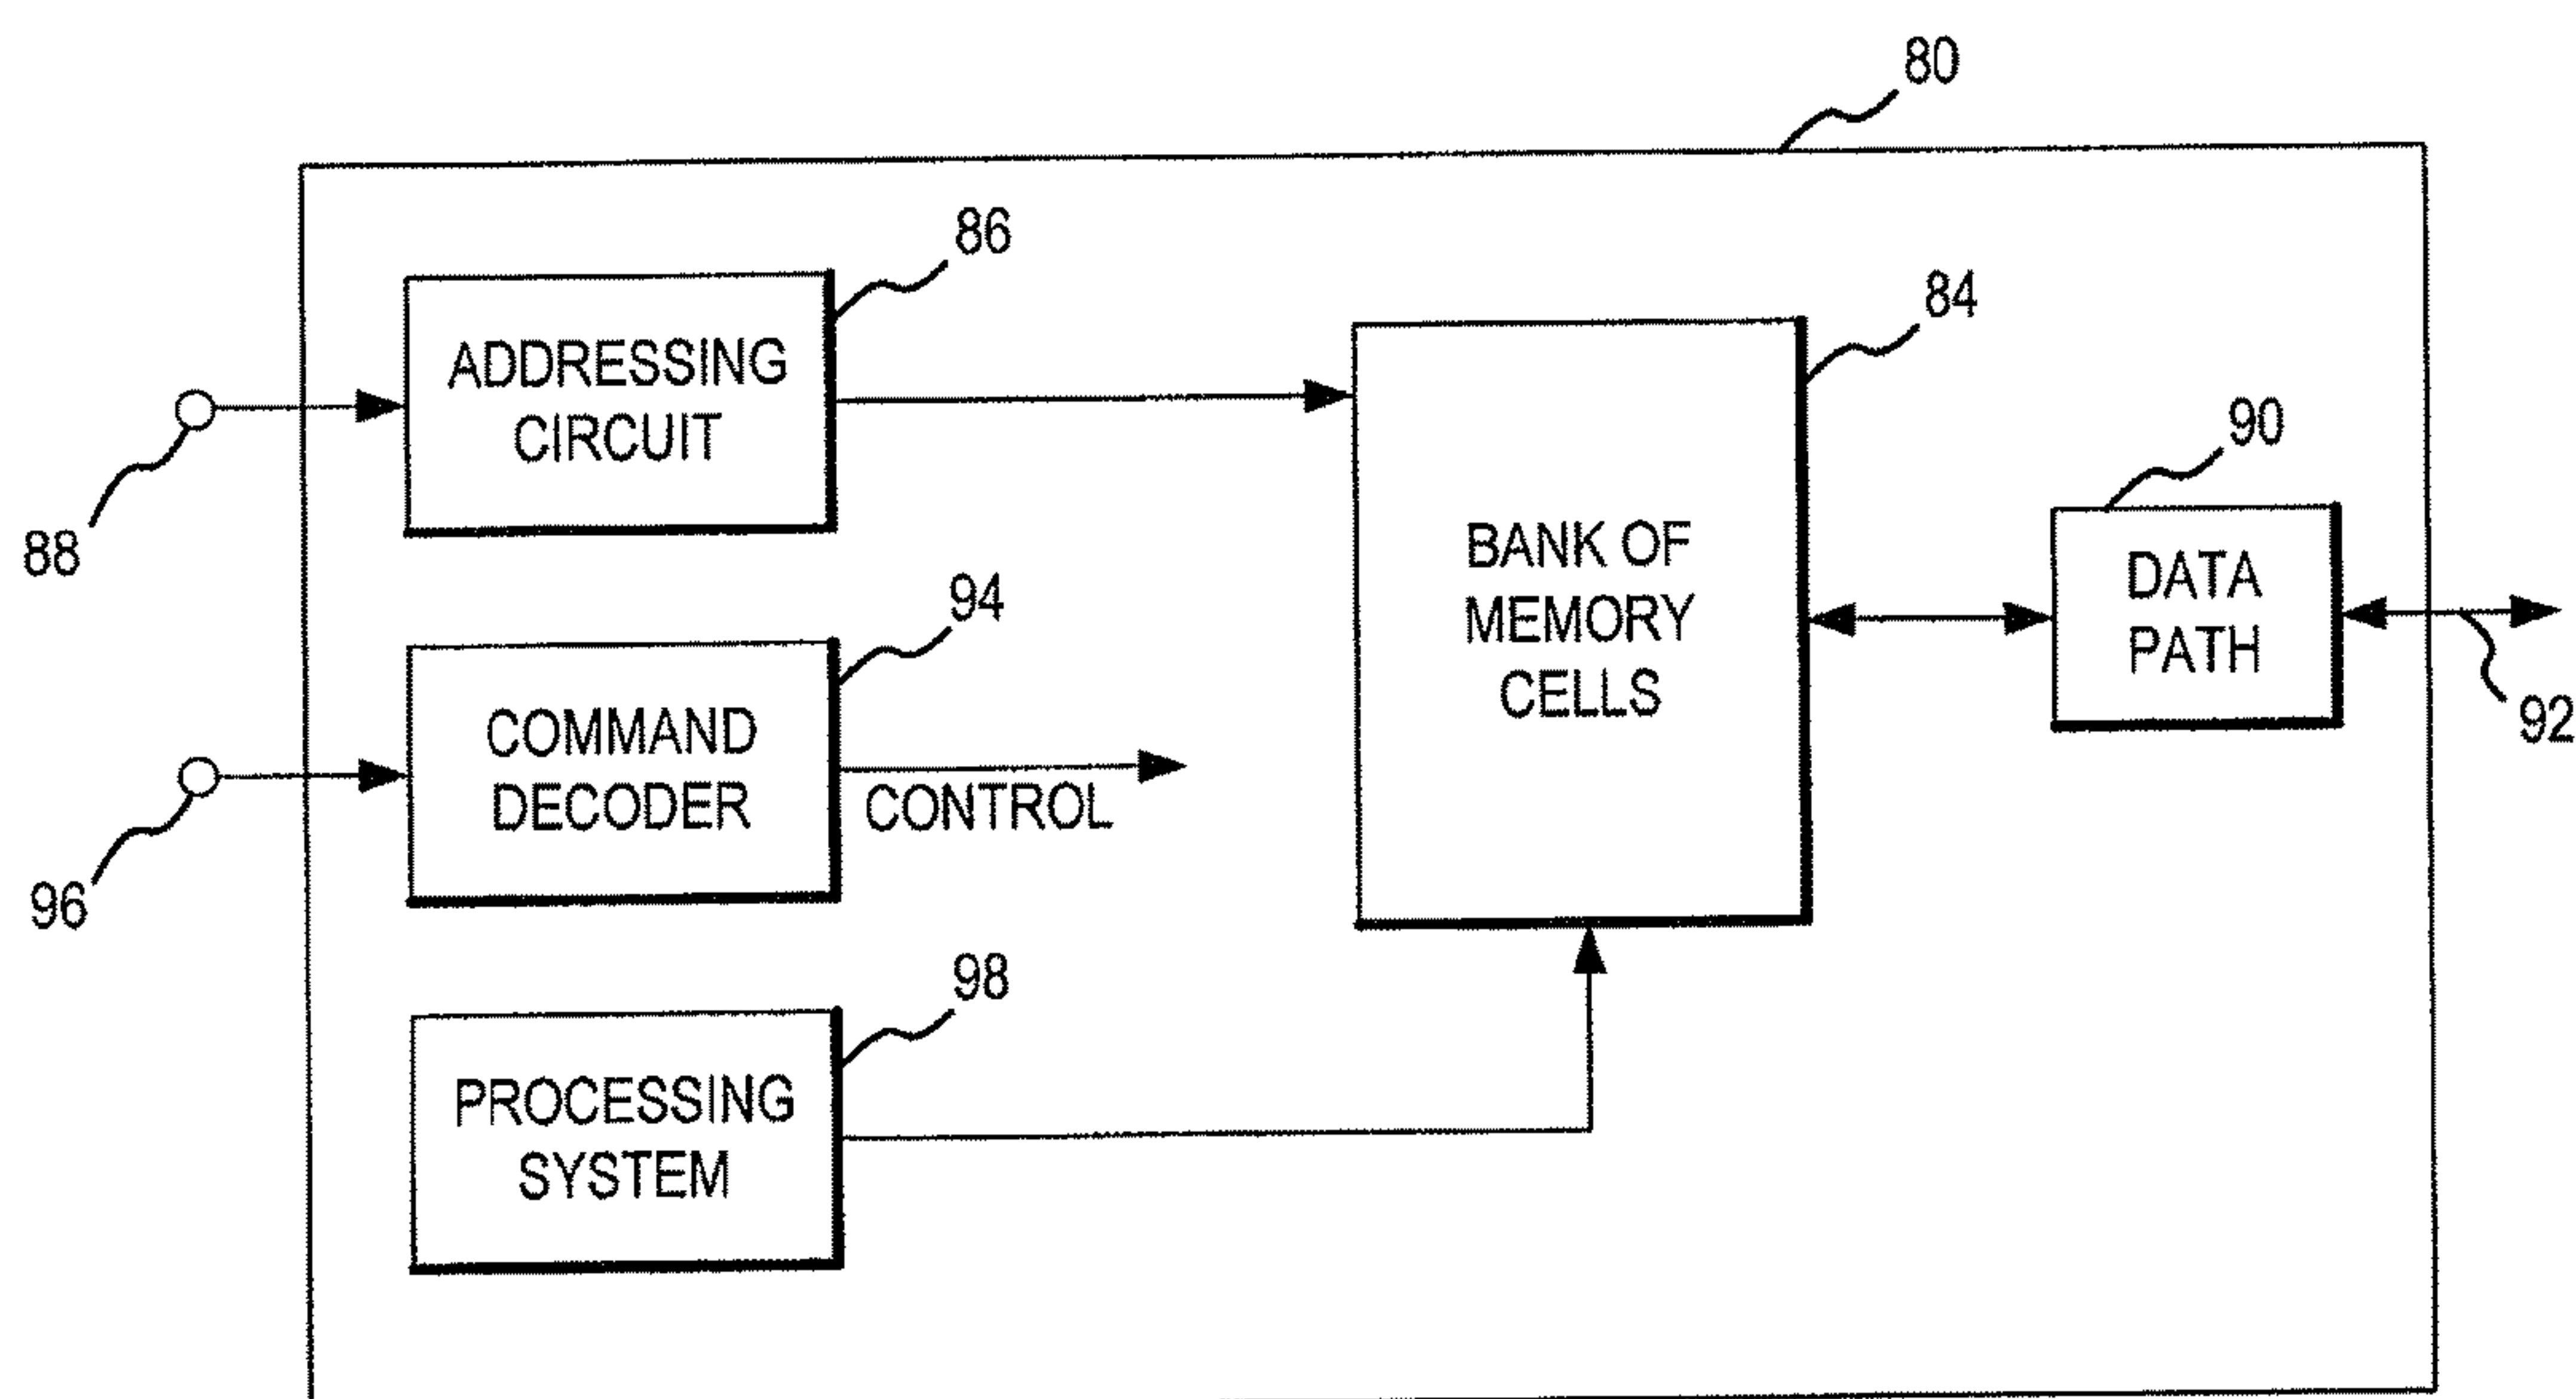 80
86
ADDRESSING
CIRCUIT
88
84
BANK OF
MEMORY
CELLS
90
DATA
PATH
92
94
COMMAND
DECODER
CONTROL
96
98
PROCESSING
SYSTEM